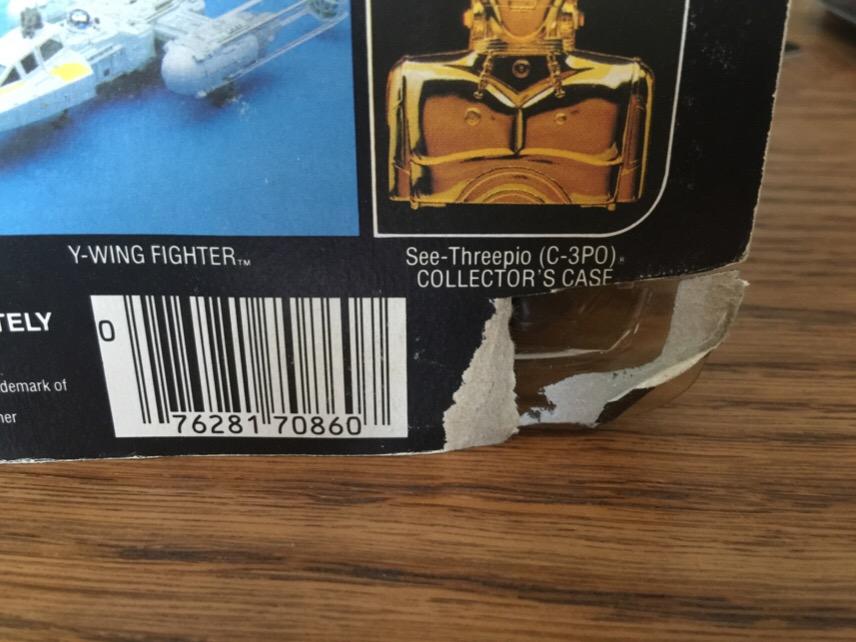 Y-WING FIGHTER™
See-Threepio (C-3PO)®
COLLECTOR'S CASE
TELY
demark of
ner
0 76281 70860